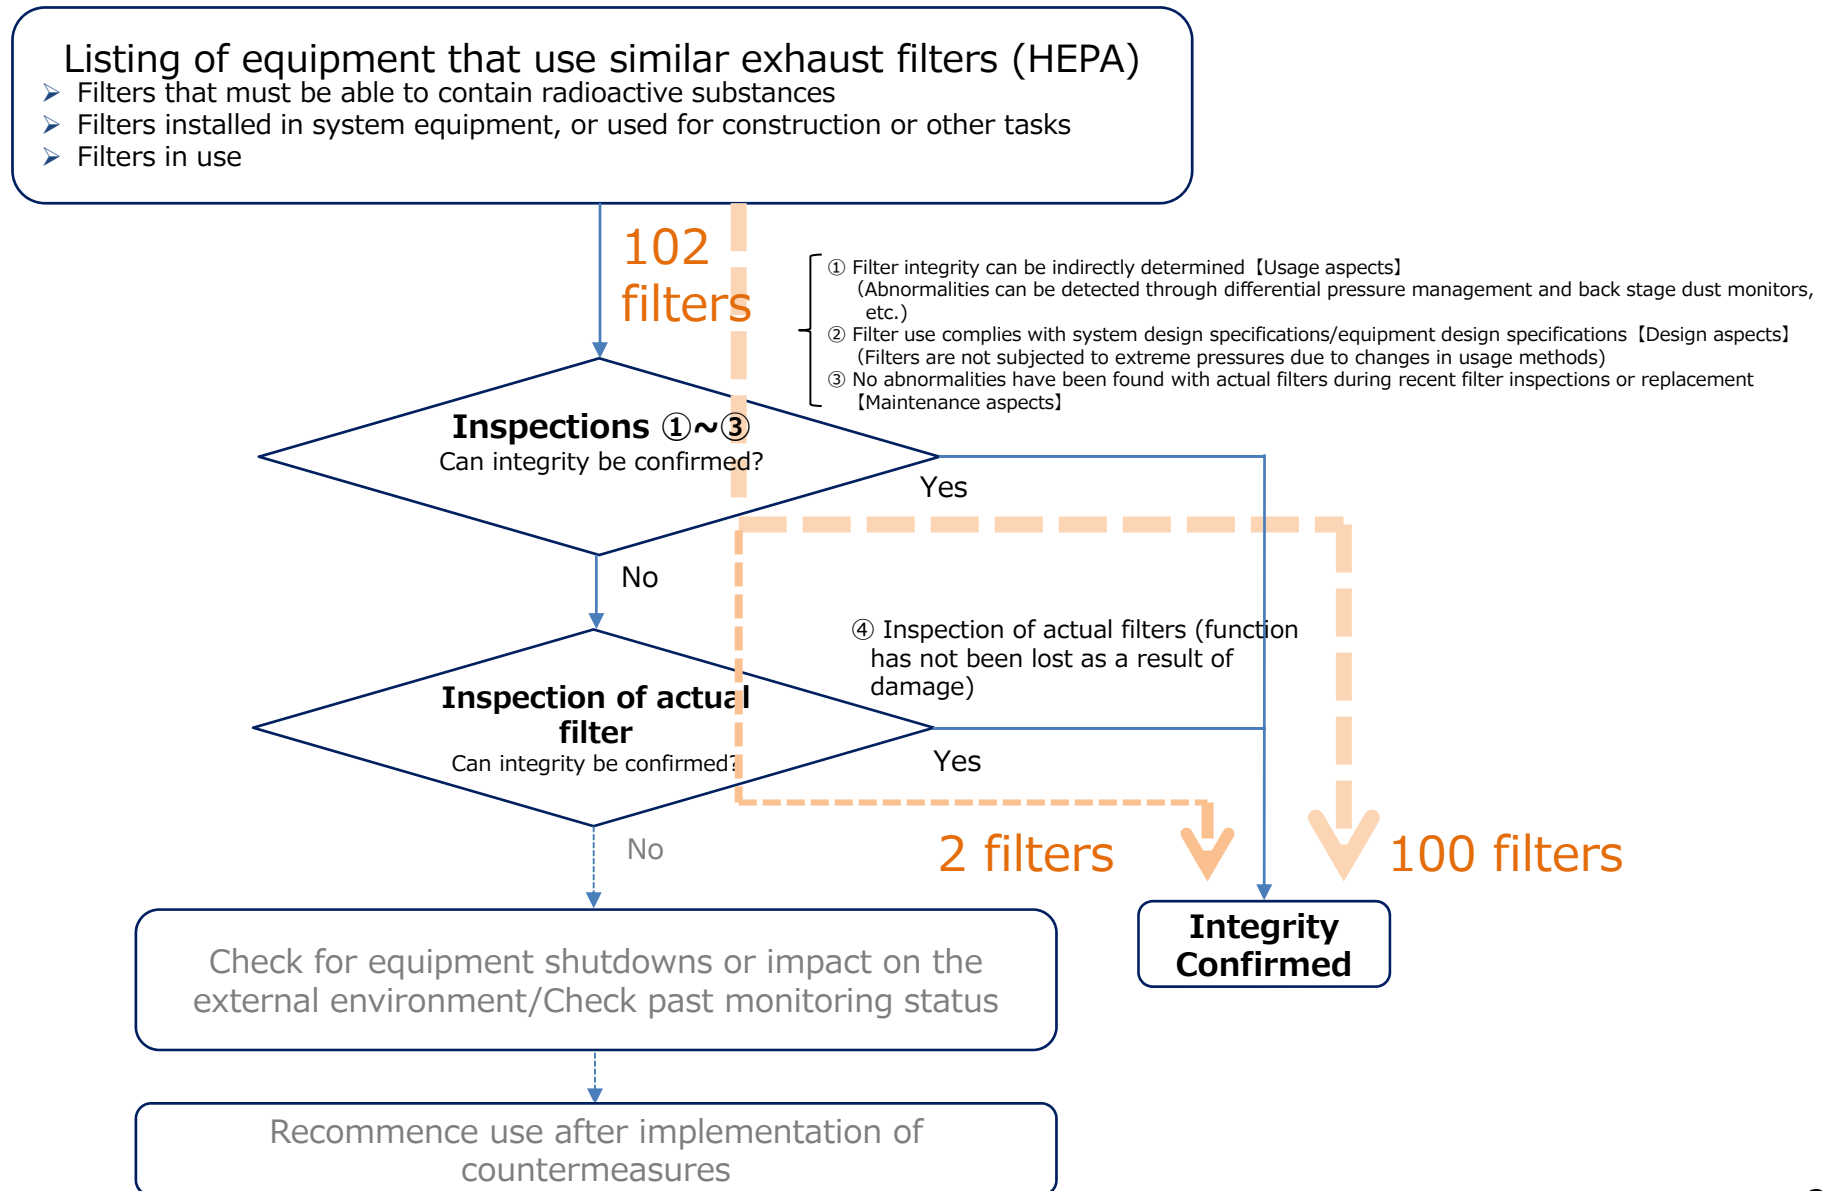 Listing of equipment that use similar exhaust filters (HEPA)
➢ Filters that must be able to contain radioactive substances
➢ Filters installed in system equipment, or used for construction or other tasks
➢ Filters in use
102
filters
① Filter integrity can be indirectly determined【Usage aspects】
(Abnormalities can be detected through differential pressure management and back stage dust monitors,
etc.)
② Filter use complies with system design specifications/equipment design specifications【Design aspects】
(Filters are not subjected to extreme pressures due to changes in usage methods)
③ No abnormalities have been found with actual filters during recent filter inspections or replacement
【Maintenance aspects】
Inspections ①~③
Can integrity be confirmed?
Yes
No
④ Inspection of actual filters (function
has not been lost as a result of
damage)
Inspection of actual
filter
Can integrity be confirmed?
Yes
No
2 filters
100 filters
Integrity
Confirmed
Check for equipment shutdowns or impact on the
external environment/Check past monitoring status
Recommence use after implementation of
countermeasures